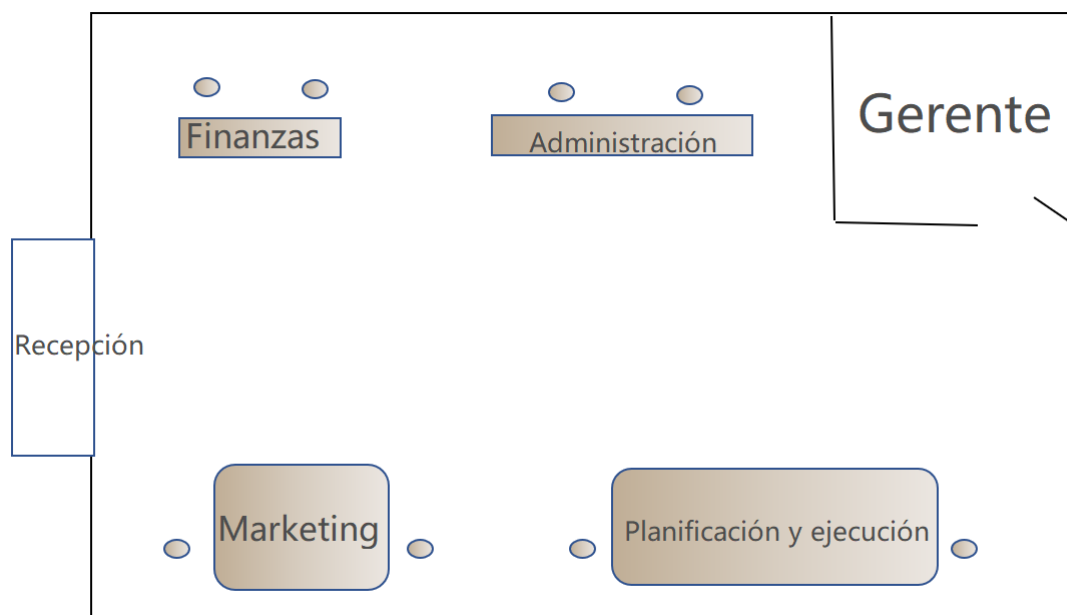 Finanzas
Administración
Gerente
Recepción
Marketing
Planificación y ejecución